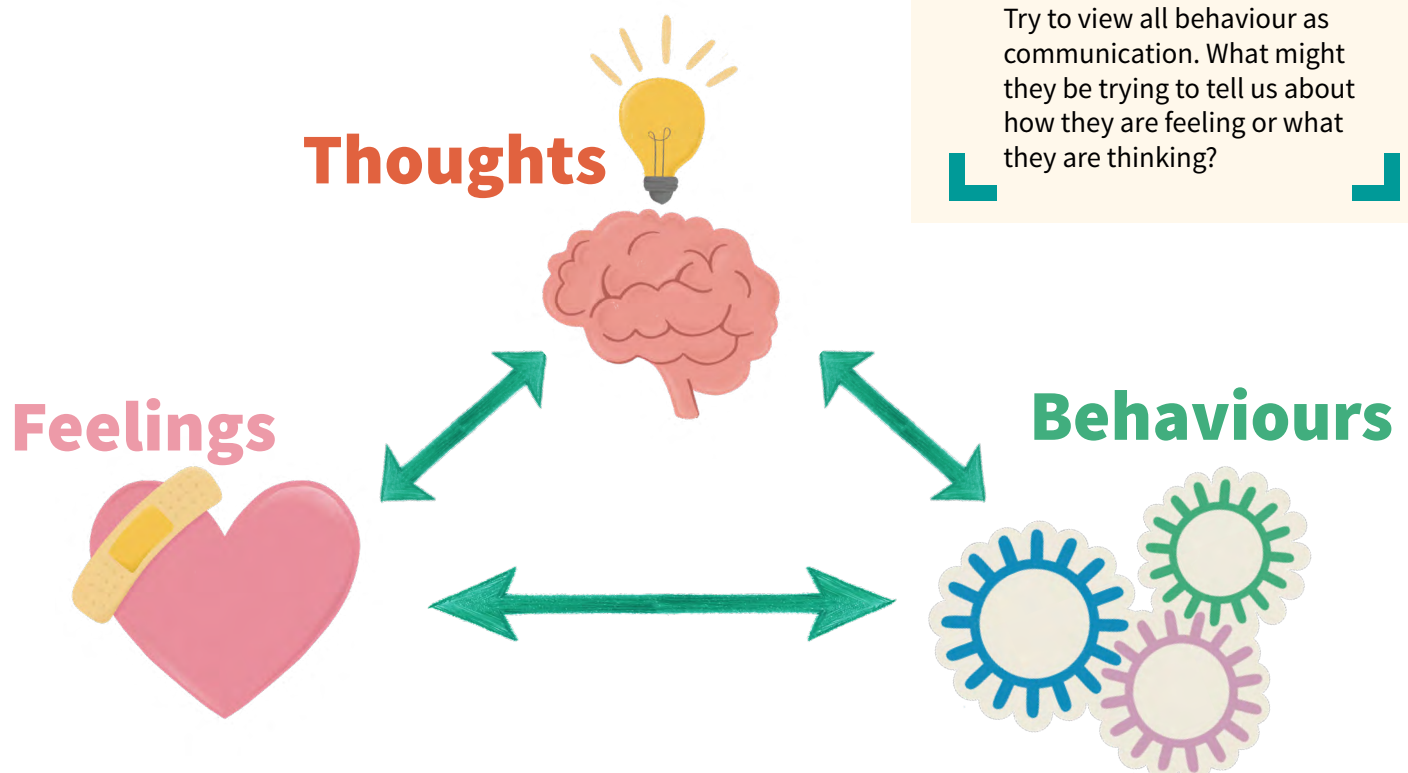 Try to view all behaviour as
communication. What might
they be trying to tell us about
how they are feeling or what
they are thinking?
Thoughts
Feelings
Behaviours